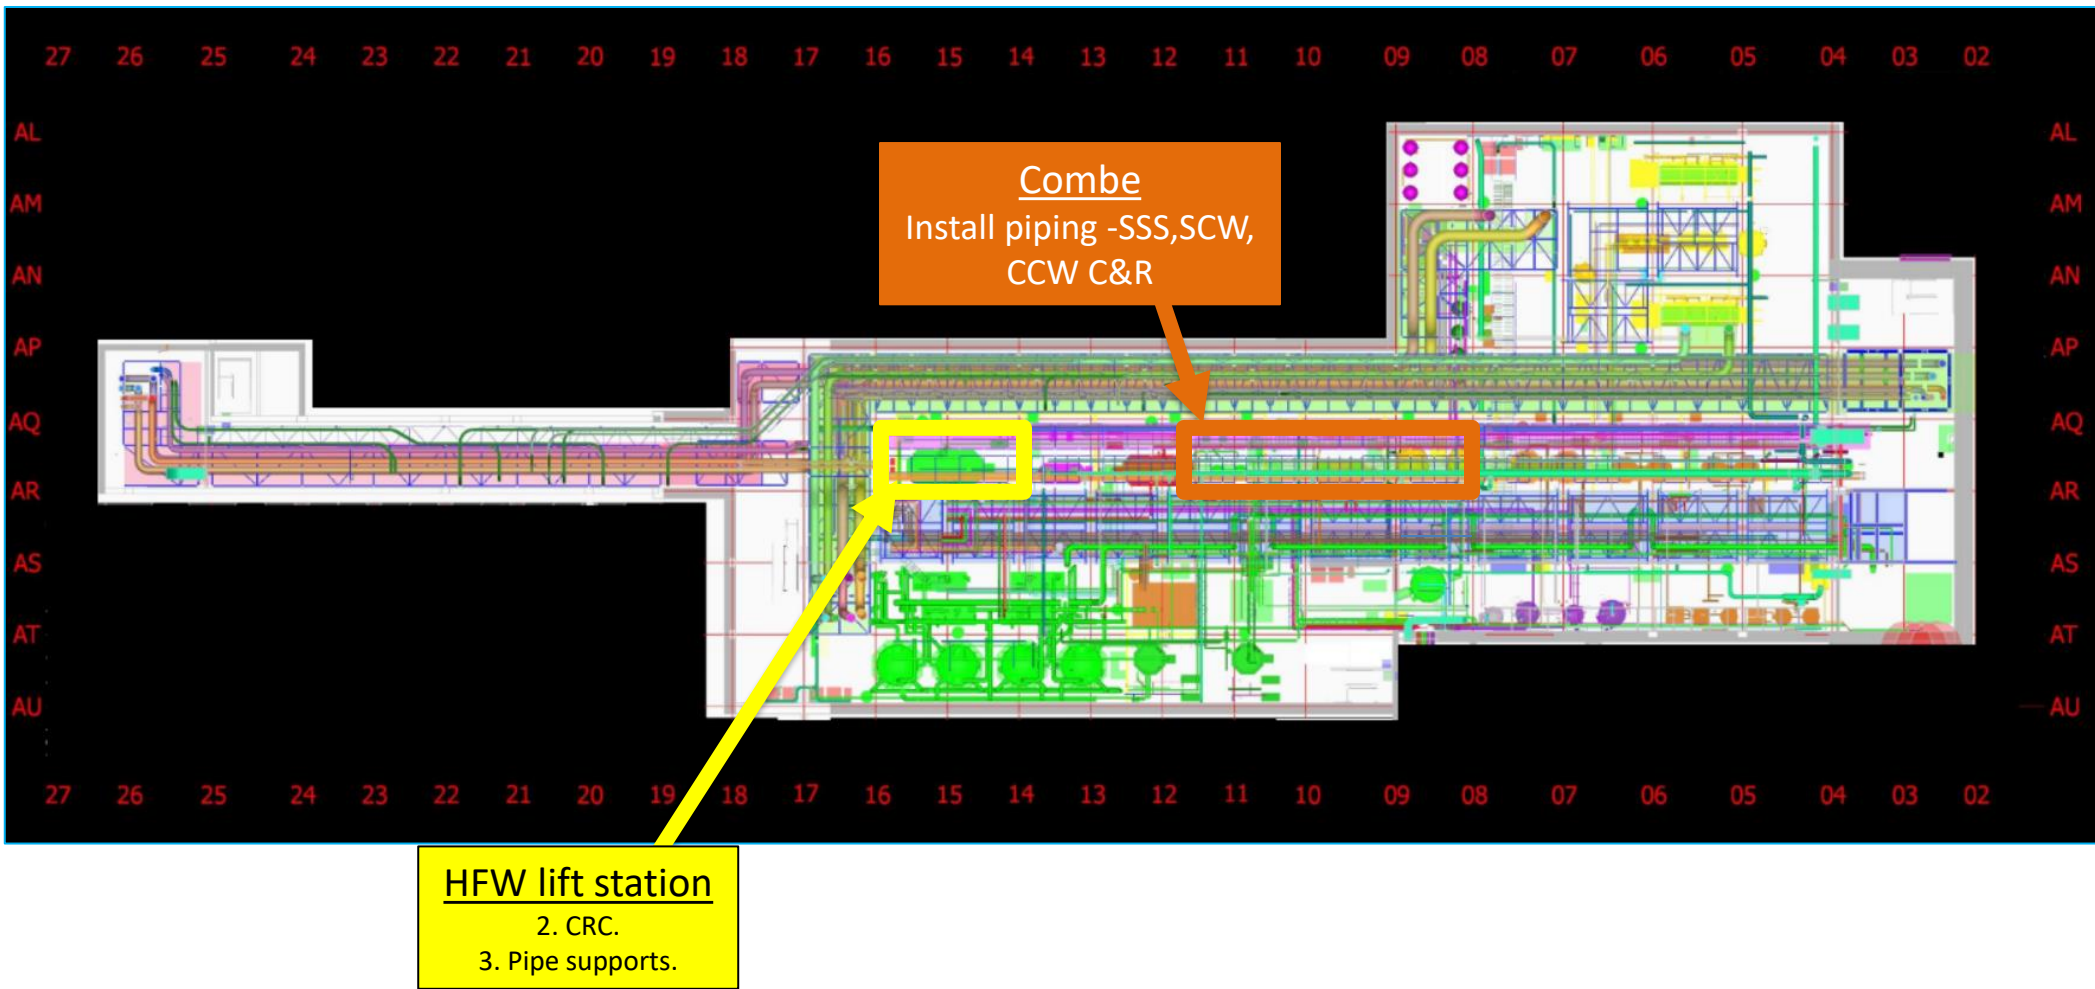 27 26 25 24 23 22 21 20 19 18 17 16 15 14 13 12 11 10 09 08 07 06 05 04 03 02
AL AL
Combe
Install piping -SSS,SCW,
CCW C&R
AM AM
AN AN
AP AP
AQ AQ
AR AR
AS AS
AT AT
AU AU
27 26 25 24 23 22 21 20 19 18 17 16 15 14 13 12 11 10 09 08 07 06 05 04 03 02
HFW lift station
2. CRC.
3. Pipe supports.